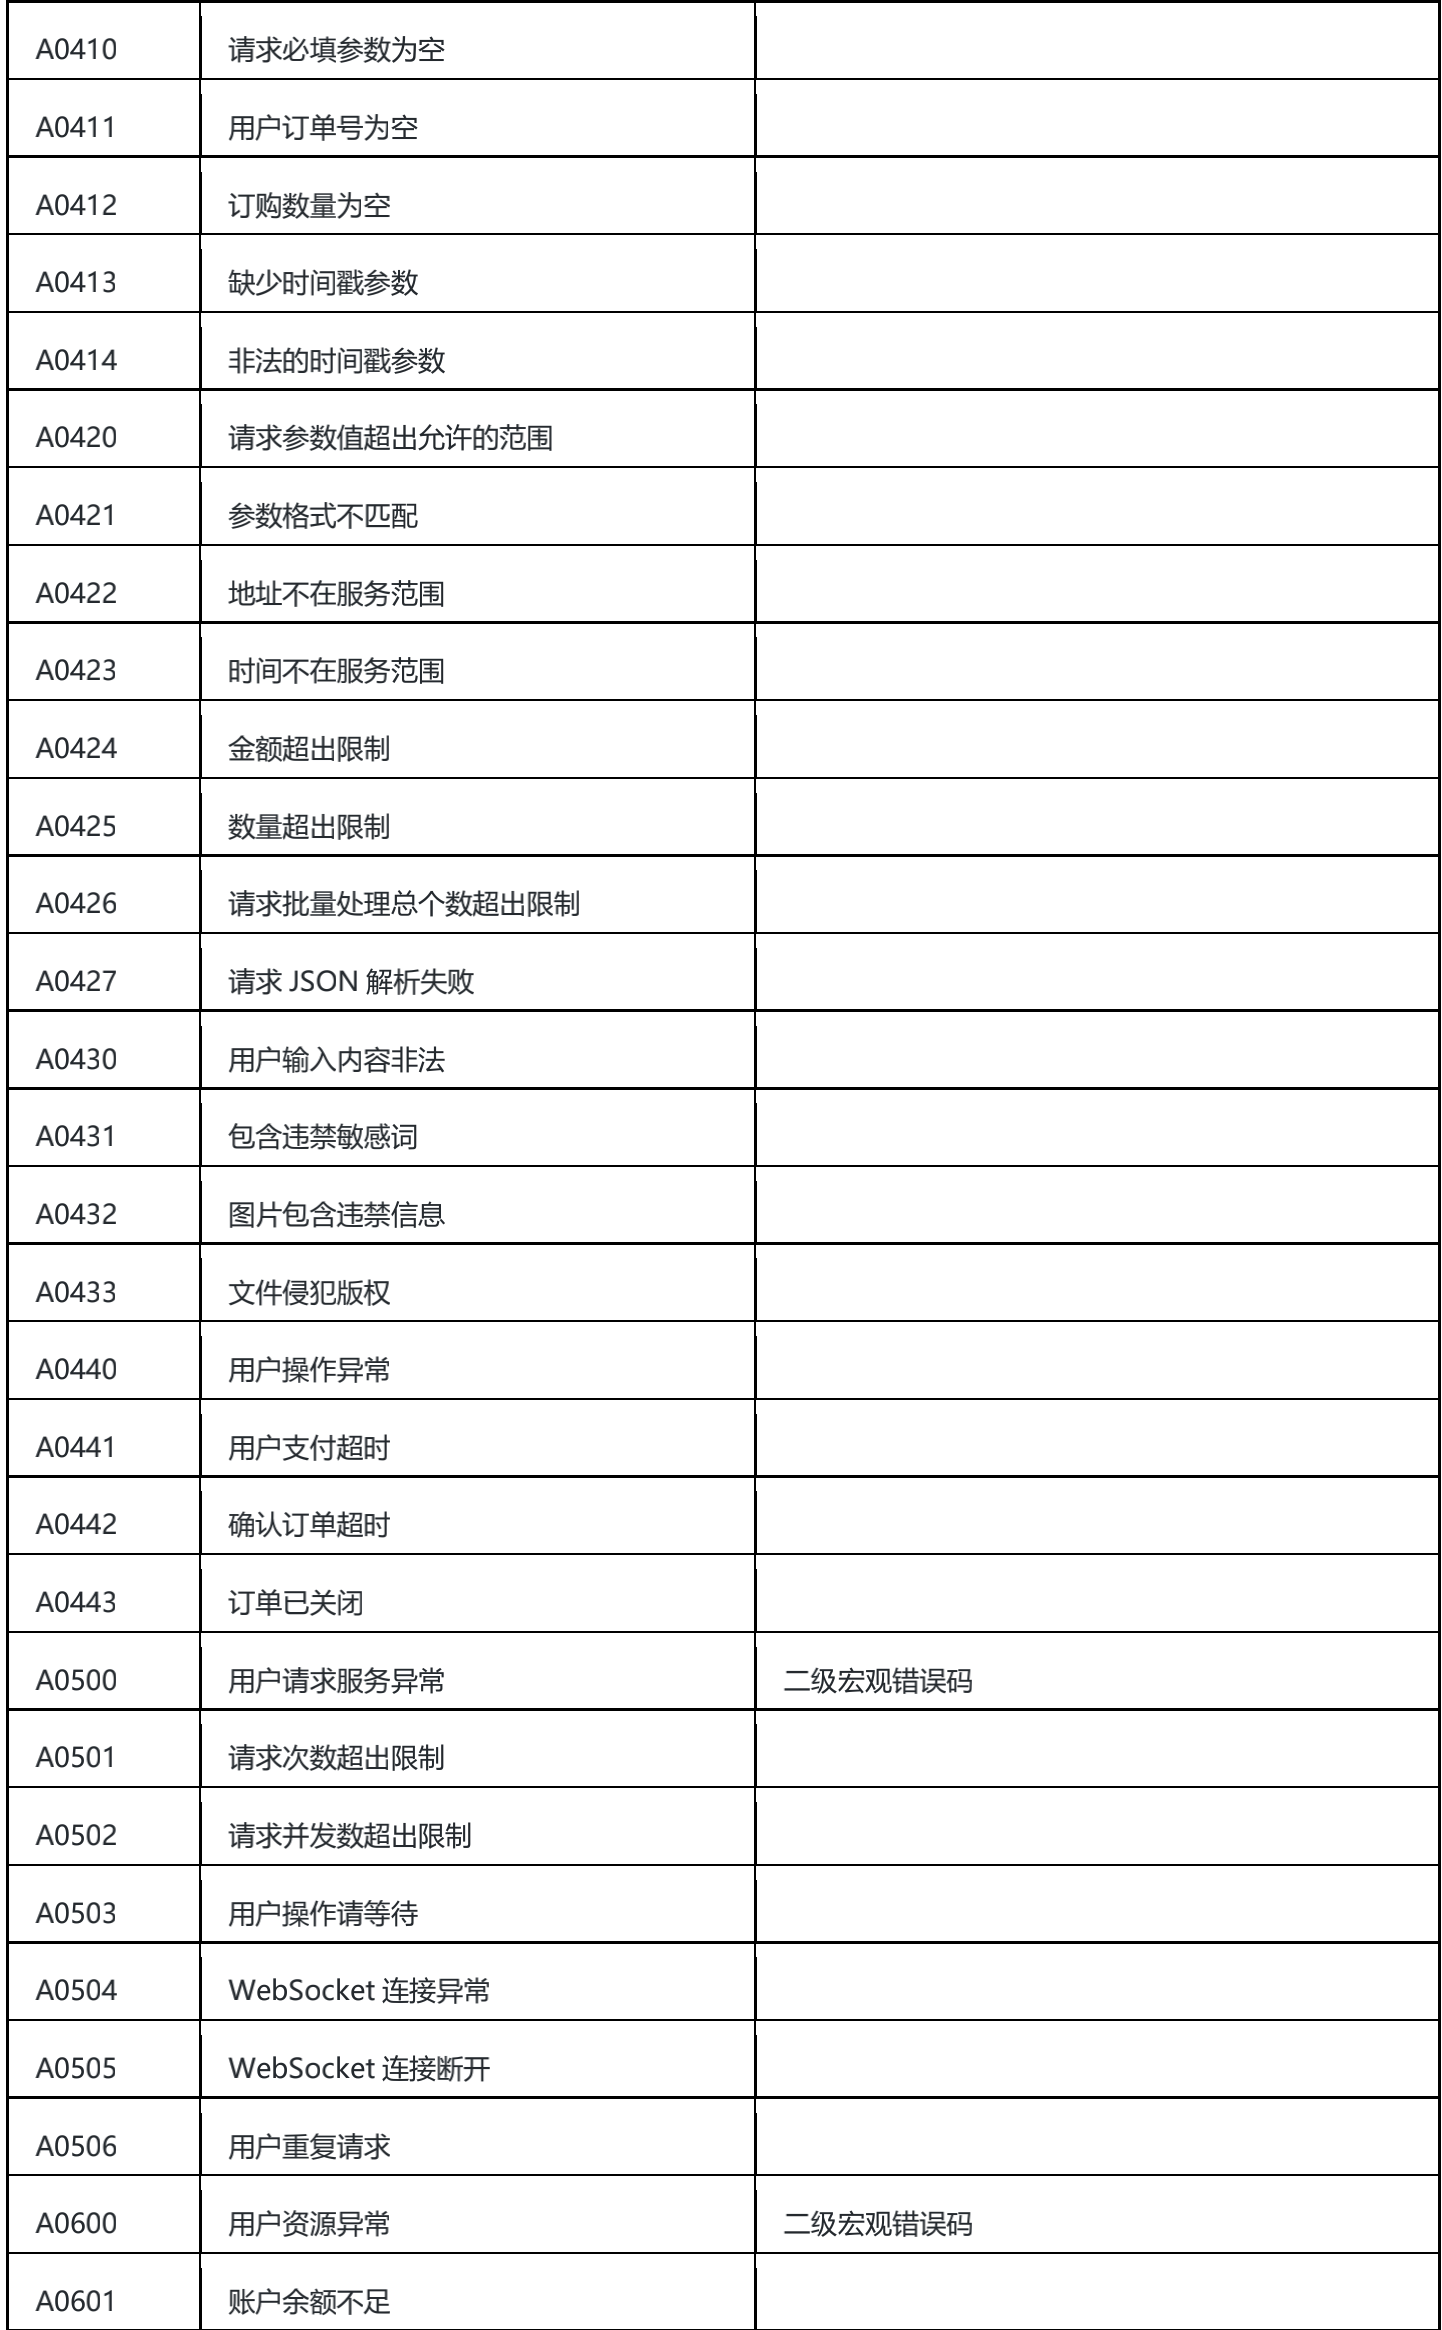 A0410 请求必填参数为空
A0411 用户订单号为空
A0412 订购数量为空
A0413 缺少时间戳参数
A0414 非法的时间戳参数
A0420 请求参数值超出允许的范围
A0421 参数格式不匹配
A0422 地址不在服务范围
A0423 时间不在服务范围
A0424 金额超出限制
A0425 数量超出限制
A0426 请求批量处理总个数超出限制
A0427 请求 JSON 解析失败
A0430 用户输入内容非法
A0431 包含违禁敏感词
A0432 图片包含违禁信息
A0433 文件侵犯版权
A0440 用户操作异常
A0441 用户支付超时
A0442 确认订单超时
A0443 订单已关闭
A0500 用户请求服务异常 二级宏观错误码
A0501 请求次数超出限制
A0502 请求并发数超出限制
A0503 用户操作请等待
A0504 WebSocket 连接异常
A0505 WebSocket 连接断开
A0506 用户重复请求
A0600 用户资源异常 二级宏观错误码
A0601 账户余额不足